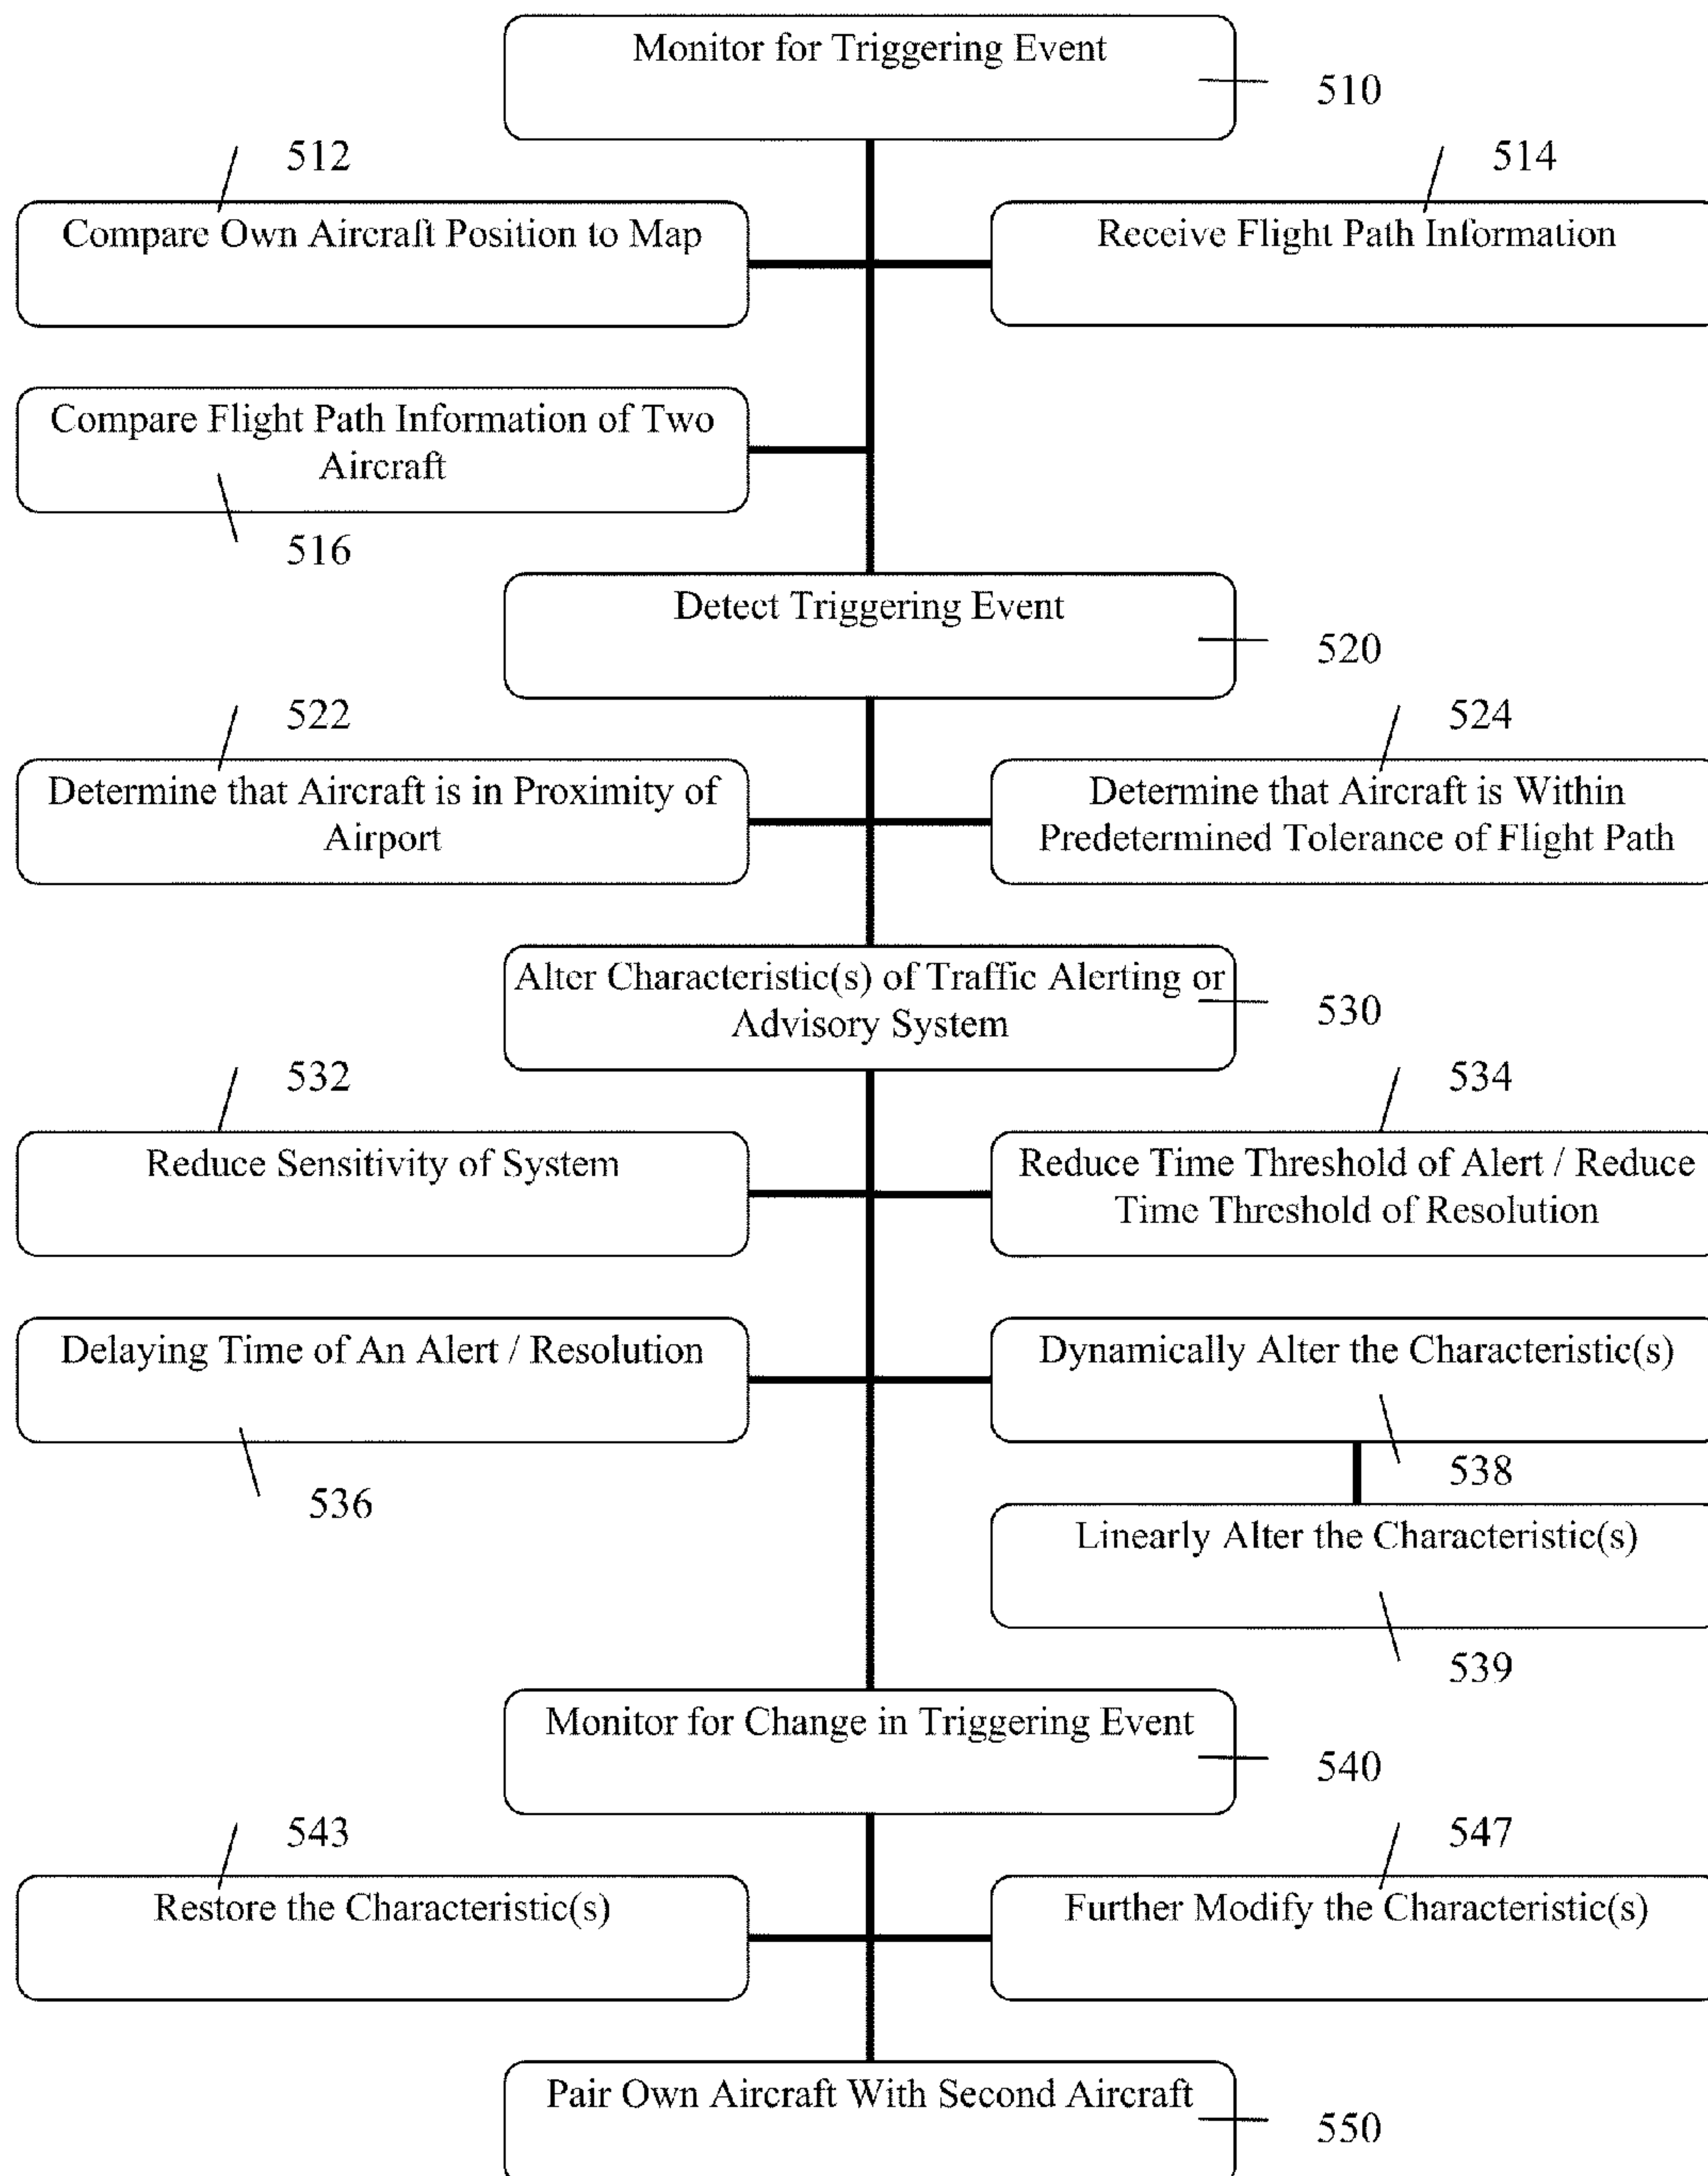 Monitor for Triggering Event
510
512
514
Compare Own Aircraft Position to Map
Receive Flight Path Information
Compare Flight Path Information of Two
Aircraft
516
Detect Triggering Event
520
522
524
Determine that Aircraft is in Proximity of
Airport
Determine that Aircraft is Within
Predetermined Tolerance of Flight Path
Alter Characteristic(s) of Traffic Alerting or
Advisory System
530
532
534
Reduce Sensitivity of System
Reduce Time Threshold of Alert / Reduce
Time Threshold of Resolution
Delaying Time of An Alert / Resolution
Dynamically Alter the Characteristic(s)
536
538
Linearly Alter the Characteristic(s)
539
Monitor for Change in Triggering Event
540
543
547
Restore the Characteristic(s)
Further Modify the Characteristic(s)
Pair Own Aircraft With Second Aircraft
550